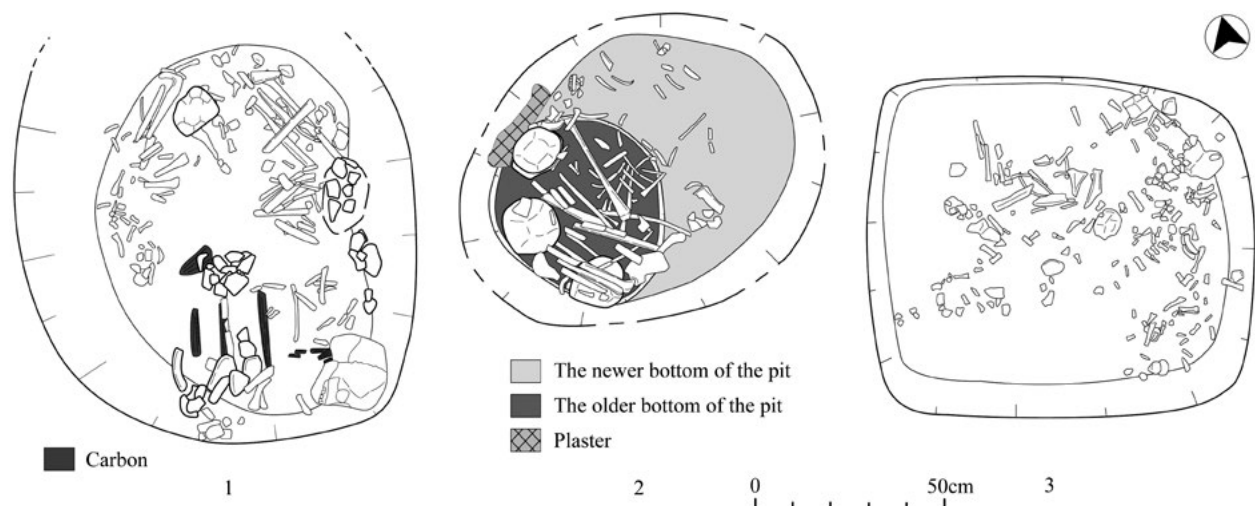 The newer bottom of the pit
The older bottom of the pit
Plaster
Carbon
1
2
0
50cm
3